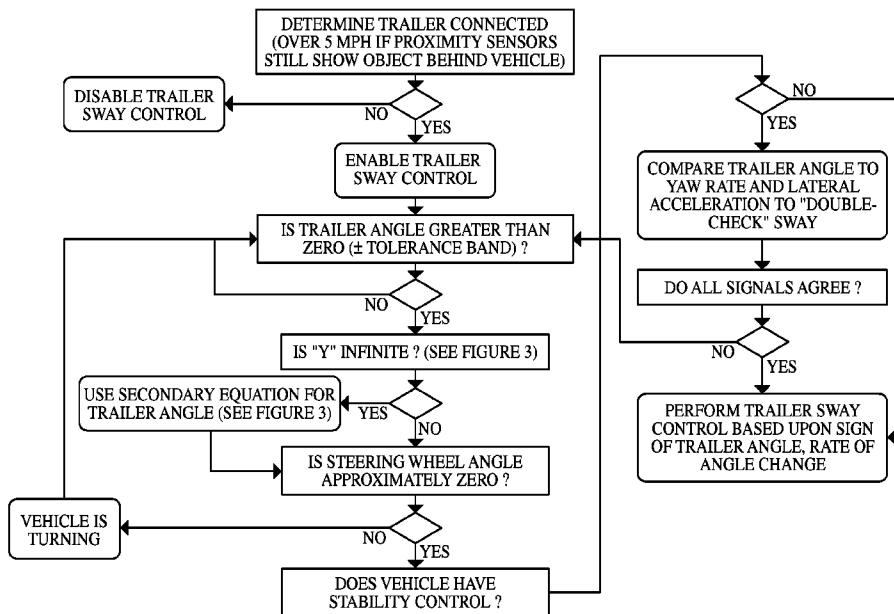 DETERMINE TRAILER CONNECTED
(OVER 5 MPH IF PROXIMITY SENSORS
STILL SHOW OBJECT BEHIND VEHICLE)
DISABLE TRAILER
SWAY CONTROL
NO
YES
ENABLE TRAILER
SWAY CONTROL
IS TRAILER ANGLE GREATER THAN
ZERO (± TOLERANCE BAND) ?
NO
YES
IS "Y" INFINITE ? (SEE FIGURE 3)
USE SECONDARY EQUATION FOR
TRAILER ANGLE (SEE FIGURE 3)
YES
NO
IS STEERING WHEEL ANGLE
APPROXIMATELY ZERO ?
VEHICLE IS
TURNING
NO
YES
DOES VEHICLE HAVE
STABILITY CONTROL ?
NO
YES
COMPARE TRAILER ANGLE TO
YAW RATE AND LATERAL
ACCELERATION TO "DOUBLE-
CHECK" SWAY
DO ALL SIGNALS AGREE ?
NO
YES
PERFORM TRAILER SWAY
CONTROL BASED UPON SIGN
OF TRAILER ANGLE, RATE OF
ANGLE CHANGE